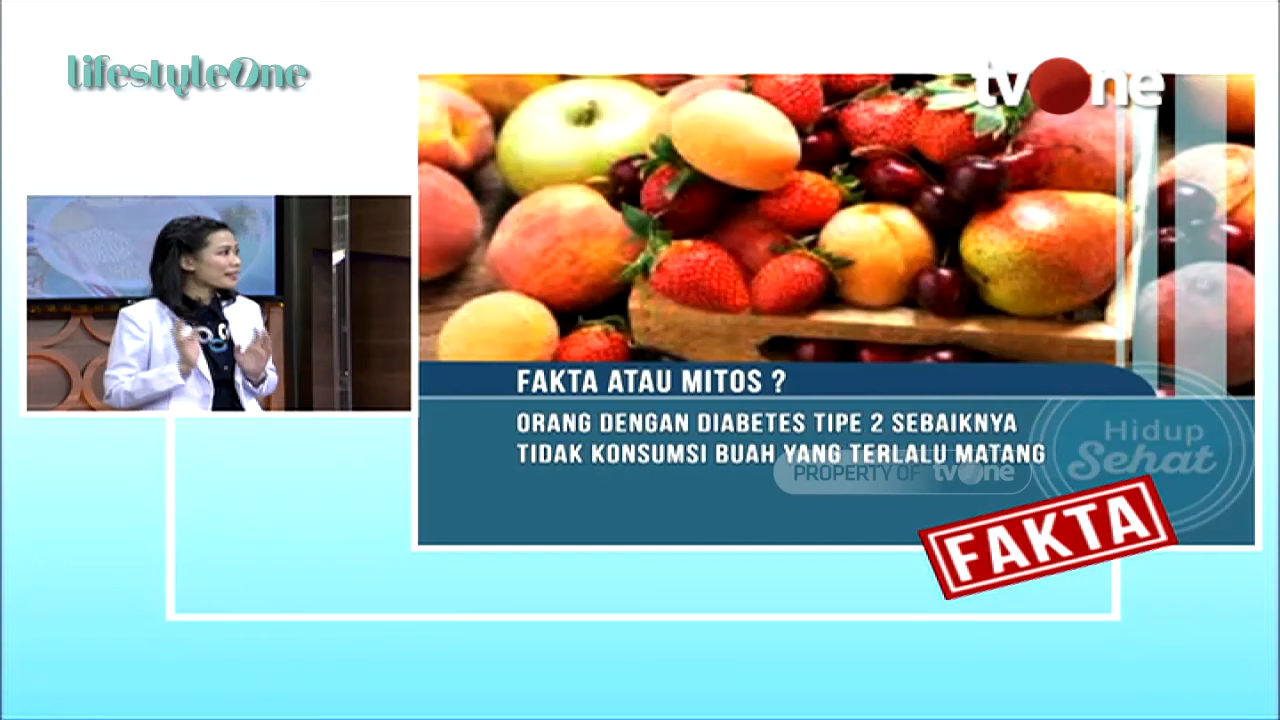 lifestyleOne
tvOne
FAKTA ATAU MITOS ?
ORANG DENGAN DIABETES TIPE 2 SEBAIKNYA
TIDAK KONSUMSI BUAH YANG TERLALU MATANG
PROPERTY OF tvOne
Hidup
Sehat
FAKTA